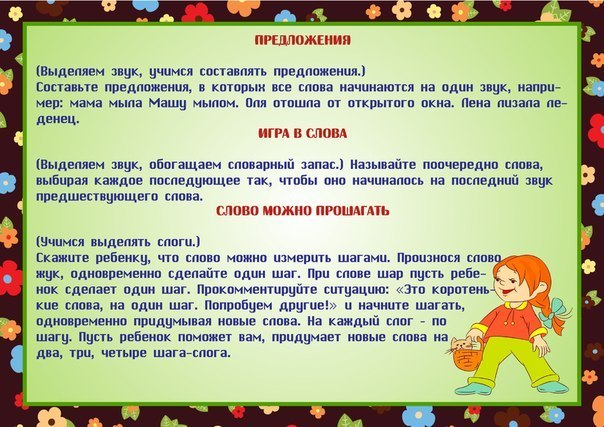 ПРЕДЛОЖЕНИЯ
(Выделяем звук, учимся составлять предложения.)
Составьте предложения, в которых все слова начинаются на один звук, напри-
мер: мама мыла Машу мылом. Оля отошла от открытого окна. Лена лизала ле-
денец.
ИГРА В СЛОВА
(Выделяем звук, обогащаем словарный запас.) Называйте поочередно слова,
выбирая каждое последующее так, чтобы оно начиналось на последний звук
предшествующего слова.
СЛОВО МОЖНО ПРОШАГАТЬ
(Учимся выделять слоги.)
Скажите ребенку, что слово можно измерить шагами. Произнося слово
жук, одновременно сделайте один шаг. При слове шар пусть ребе-
нок сделает один шаг. Прокомментируйте ситуацию: «Это коротень-
кие слова, на один шаг. Попробуем другие!» и начните шагать,
одновременно придумывая новые слова. На каждый слог - по
шагу. Пусть ребенок поможет вам, придумает новые слова на
два, три, четыре шага-слога.